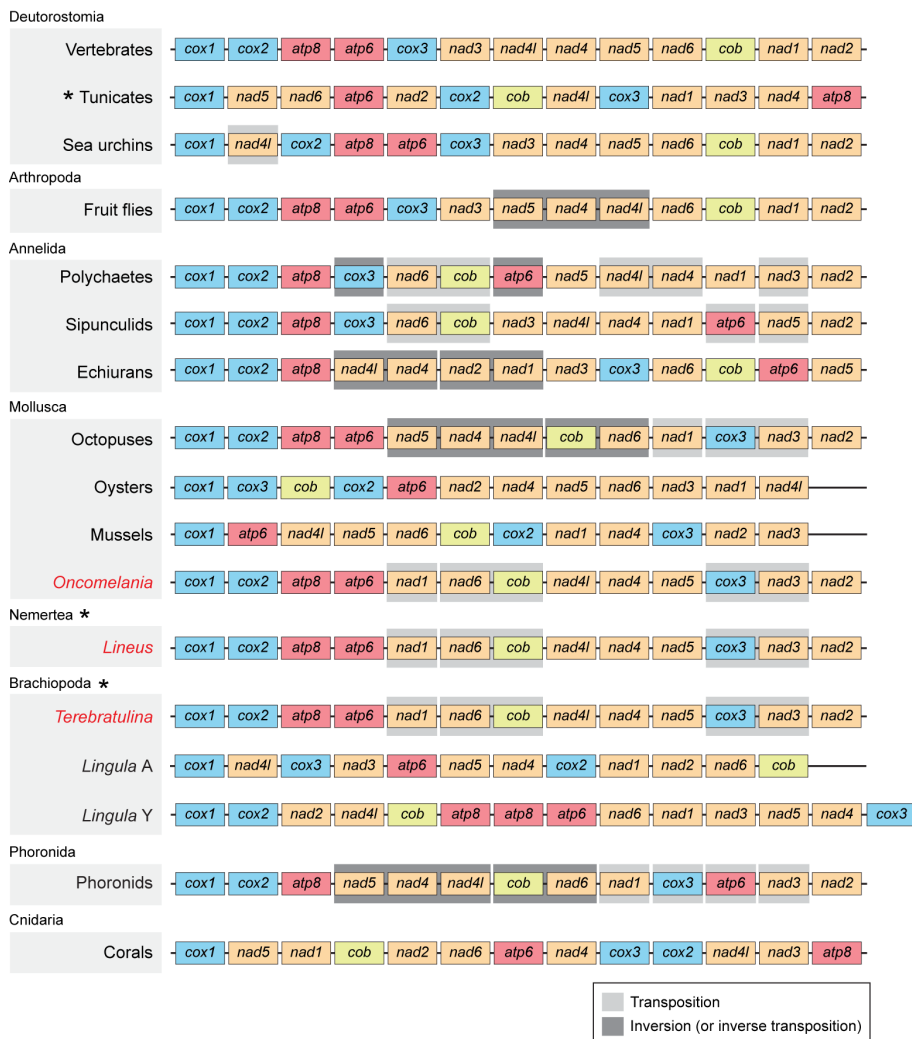 Deutorostomia
Vertebrates cox1 cox2 atp8 atp6 cox3 nad3 nad4l nad4 nad5 nad6 cob nad1 nad2
* Tunicates cox1 nad5 nad6 atp6 nad2 cox2 cob nad4l cox3 nad1 nad3 nad4 atp8
Sea urchins cox1 nad4l cox2 atp8 atp6 cox3 nad3 nad4 nad5 nad6 cob nad1 nad2
Arthropoda
Fruit flies cox1 cox2 atp8 atp6 cox3 nad3 nad5 nad4 nad4l nad6 cob nad1 nad2
Annelida
Polychaetes cox1 cox2 atp8 cox3 nad6 cob atp6 nad5 nad4l nad4 nad1 nad3 nad2
Sipunculids cox1 cox2 atp8 cox3 nad6 cob nad3 nad4l nad4 nad1 atp6 nad5 nad2
Echiurans cox1 cox2 atp8 nad4l nad4 nad2 nad1 nad3 cox3 nad6 cob atp6 nad5
Mollusca
Octopuses cox1 cox2 atp8 atp6 nad5 nad4 nad4l cob nad6 nad1 cox3 nad3 nad2
Oysters cox1 cox3 cob cox2 atp6 nad2 nad4 nad5 nad6 nad3 nad1 nad4l
Mussels cox1 atp6 nad4l nad5 nad6 cob cox2 nad1 nad4 cox3 nad2 nad3
Oncomelania cox1 cox2 atp8 atp6 nad1 nad6 cob nad4l nad4 nad5 cox3 nad3 nad2
Nemertea *
Lineus cox1 cox2 atp8 atp6 nad1 nad6 cob nad4l nad4 nad5 cox3 nad3 nad2
Brachiopoda *
Terebratulina cox1 cox2 atp8 atp6 nad1 nad6 cob nad4l nad4 nad5 cox3 nad3 nad2
Lingula A cox1 nad4l cox3 nad3 atp6 nad5 nad4 cox2 nad1 nad2 nad6 cob
Lingula Y cox1 cox2 nad2 nad4l cob atp8 atp8 atp6 nad6 nad1 nad3 nad5 nad4 cox3
Phoronida
Phoronids cox1 cox2 atp8 nad5 nad4 nad4l cob nad6 nad1 cox3 atp6 nad3 nad2
Cnidaria
Corals cox1 nad5 nad1 cob nad2 nad6 atp6 nad4 cox3 cox2 nad4l nad3 atp8
Transposition
Inversion (or inverse transposition)